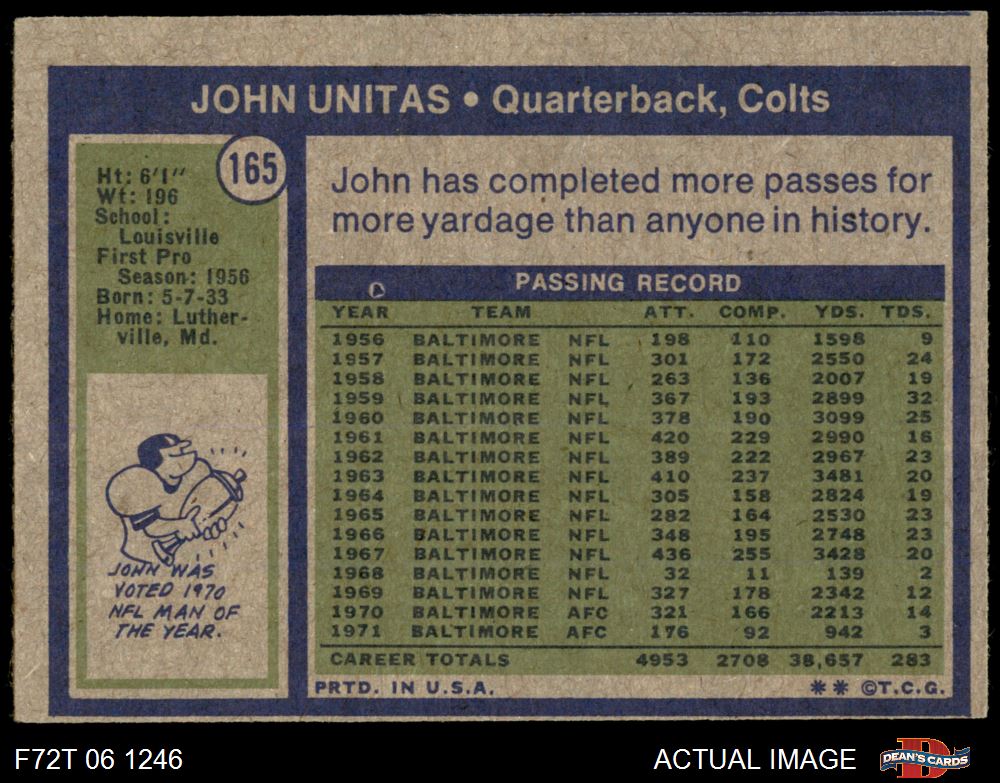 JOHN UNITAS • Quarterback, Colts
165
Ht: 6'1"
Wt: 196
School:
Louisville
First Pro
Season: 1956
Born: 5-7-33
Home: Luther-
ville, Md.
JOHN WAS
VOTED 1970
NFL MAN OF
THE YEAR.
John has completed more passes for
more yardage than anyone in history.
PASSING RECORD
YEAR TEAM ATT. COMP. YDS. TDS.
1956 BALTIMORE NFL 198 110 1598 9
1957 BALTIMORE NFL 301 172 2550 24
1958 BALTIMORE NFL 263 136 2007 19
1959 BALTIMORE NFL 367 193 2899 32
1960 BALTIMORE NFL 378 190 3099 25
1961 BALTIMORE NFL 420 229 2990 16
1962 BALTIMORE NFL 389 222 2967 23
1963 BALTIMORE NFL 410 237 3481 20
1964 BALTIMORE NFL 305 158 2824 19
1965 BALTIMORE NFL 282 164 2530 23
1966 BALTIMORE NFL 348 195 2748 23
1967 BALTIMORE NFL 436 255 3428 20
1968 BALTIMORE NFL 32 11 139 2
1969 BALTIMORE NFL 327 178 2342 12
1970 BALTIMORE AFC 321 166 2213 14
1971 BALTIMORE AFC 176 92 942 3
CAREER TOTALS 4953 2708 38,657 283
PRTD. IN U.S.A. ** ©T.C.G.
F72T 06 1246 ACTUAL IMAGE DEAN'S CARDS